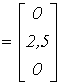 = [0
2,5
0]